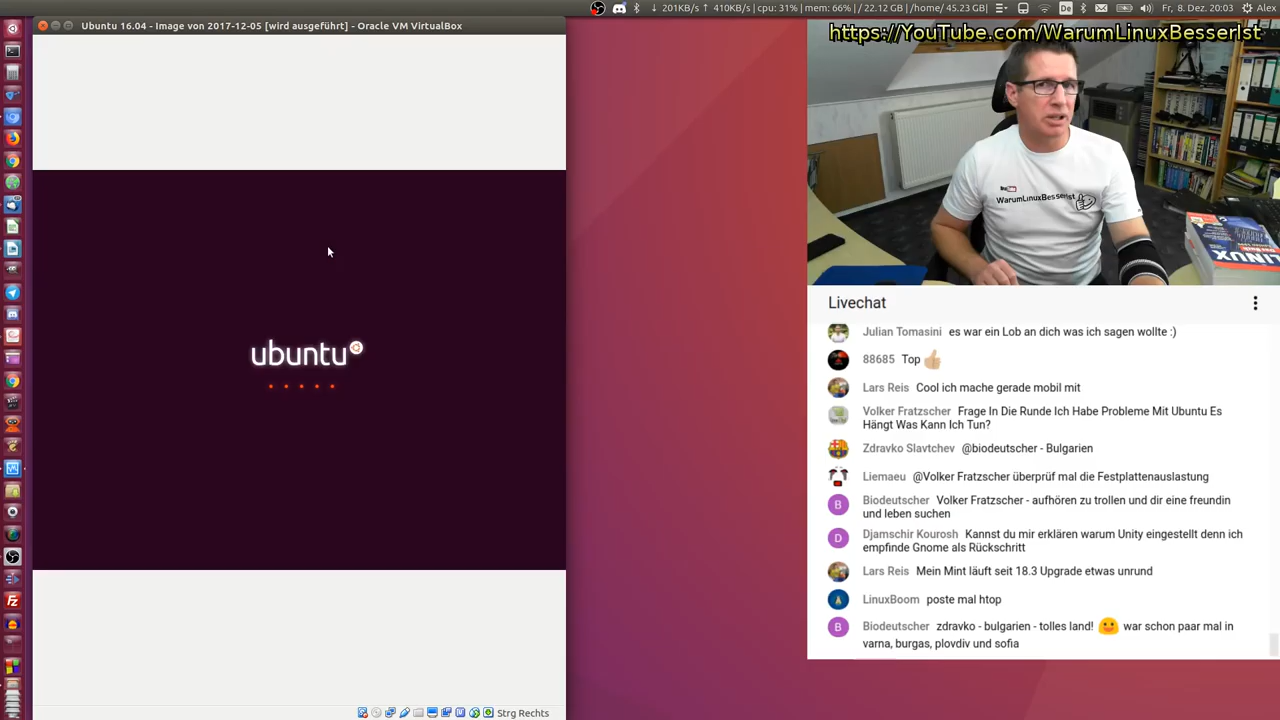 ↓ 201KB/s ↑ 410KB/s | cpu: 31% | mem: 66% | / 22.12 GB | /home/ 45.23 GB De Fr, 8. Dez, 20:03 Alex
Ubuntu 16.04 - Image von 2017-12-05 [wird ausgeführt] - Oracle VM VirtualBox
https://YouTube.com/WarumLinuxBesserIst
WarumLinuxBesserIst
LINUX
ubuntu
Livechat
Julian Tomasini es war ein Lob an dich was ich sagen wollte :)
88685 Top
Lars Reis Cool ich mache gerade mobil mit
Volker Fratzscher Frage In Die Runde Ich Habe Probleme Mit Ubuntu Es
Hängt Was Kann Ich Tun?
Zdravko Slavtchev @biodeutscher - Bulgarien
Liemaeu @Volker Fratzscher überprüf mal die Festplattenauslastung
B Biodeutscher Volker Fratzscher - aufhören zu trollen und dir eine freundin
und leben suchen
D Djamschir Kourosh Kannst du mir erklären warum Unity eingestellt denn ich
empfinde Gnome als Rückschritt
Lars Reis Mein Mint läuft seit 18.3 Upgrade etwas unrund
LinuxBoom poste mal htop
B Biodeutscher zdravko - bulgarien - tolles land! war schon paar mal in
varna, burgas, plovdiv und sofia
Strg Rechts